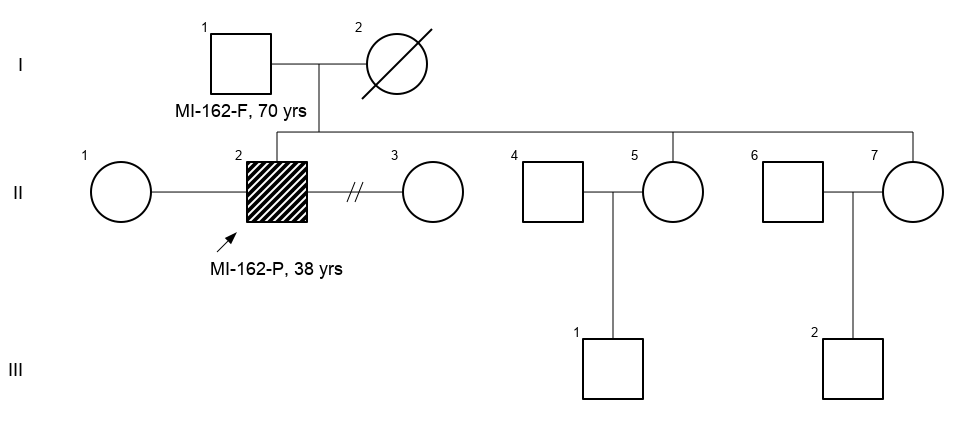 1 2
I
MI-162-F, 70 yrs
1 2 3 4 5 6 7
II
MI-162-P, 38 yrs
1 2
III